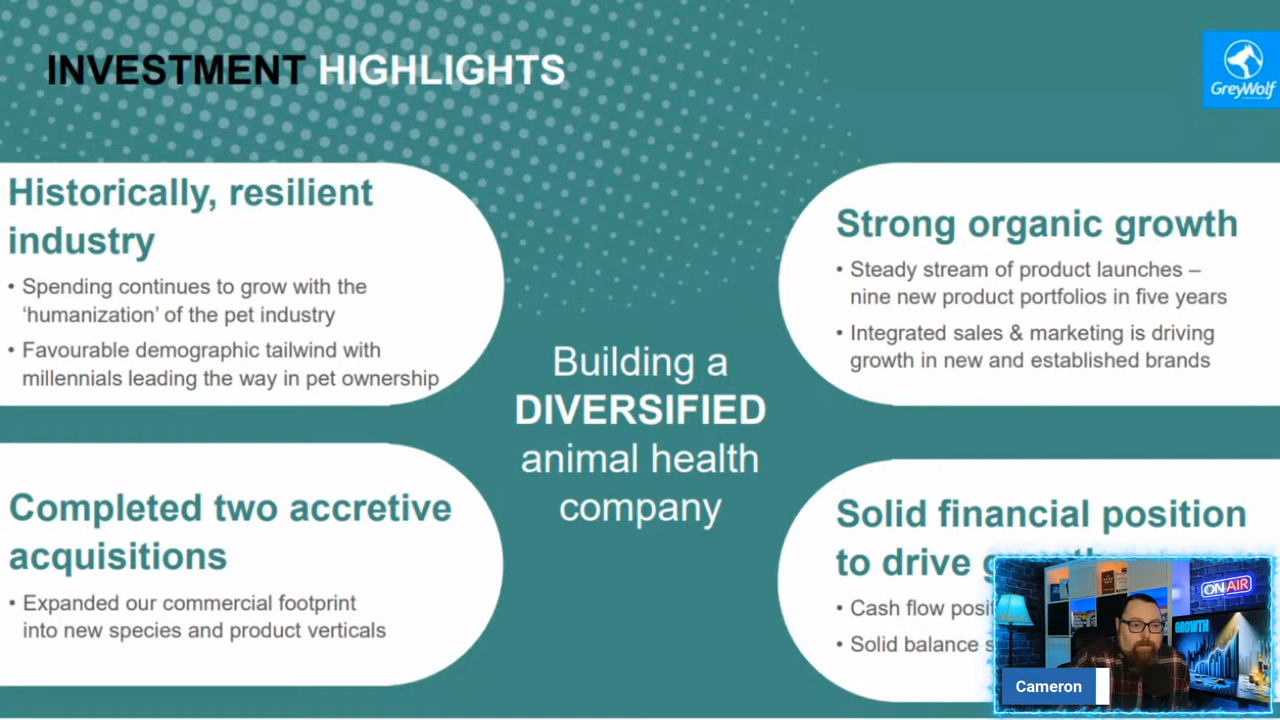 INVESTMENT HIGHLIGHTS
GreyWolf
Historically, resilient
industry
• Spending continues to grow with the
‘humanization’ of the pet industry
• Favourable demographic tailwind with
millennials leading the way in pet ownership
Strong organic growth
• Steady stream of product launches –
nine new product portfolios in five years
• Integrated sales & marketing is driving
growth in new and established brands
Building a
DIVERSIFIED
animal health
company
Completed two accretive
acquisitions
• Expanded our commercial footprint
into new species and product verticals
Solid financial position
to drive
• Cash flow
• Solid balance
ON AIR
GROWTH
Cameron